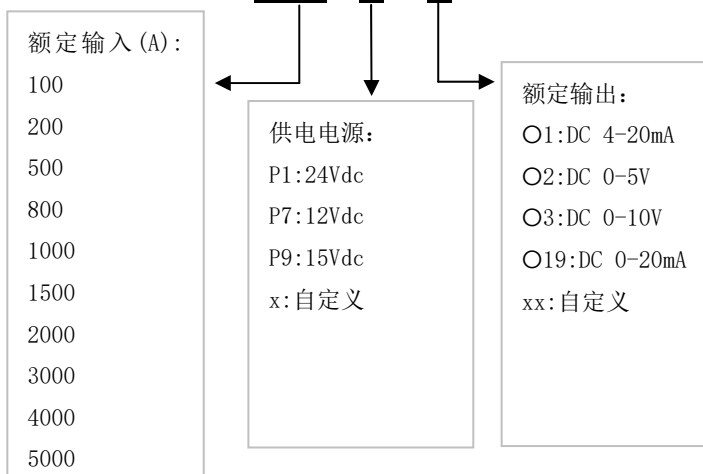 额定输入(A):
100
200
500
800
1000
1500
2000
3000
4000
5000
供电电源:
P1:24Vdc
P7:12Vdc
P9:15Vdc
x:自定义
额定输出:
O1:DC 4-20mA
O2:DC 0-5V
O3:DC 0-10V
O19:DC 0-20mA
xx:自定义